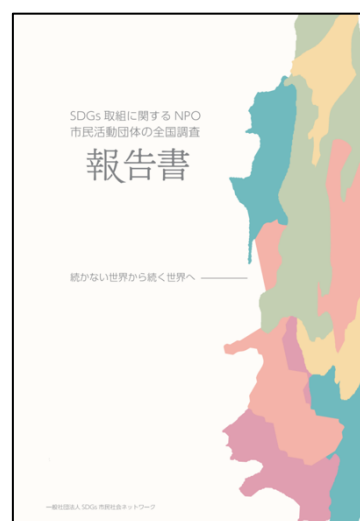 SDGs 取組に関する NPO
市民活動団体の全国調査
報告書
続かない世界から続く世界へ
一般社団法人 SDGs 市民社会ネットワーク